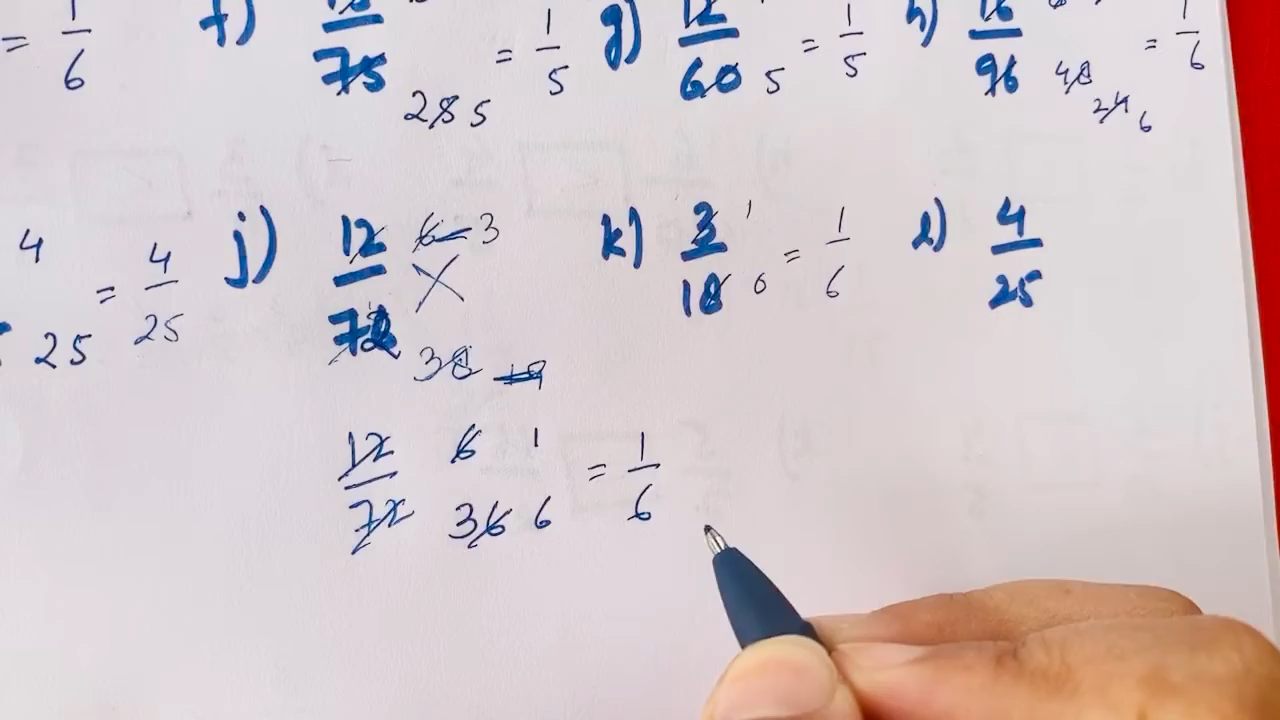 = 1/6 f) 75 25 5 = 1/5 g) 12/60 5 = 1/5 h) 16/96 48 24 6 = 1/6
4 25 = 4/25 j) 12/72 6 3 38 k) 3/18 1 6 = 1/6 l) 4/25
12/72 6 1 36 6 = 1/6